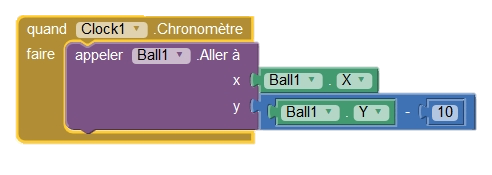 quand Clock1 .Chronomètre
faire appeler Ball1 .Aller à
x Ball1 . X
y Ball1 . Y - 10